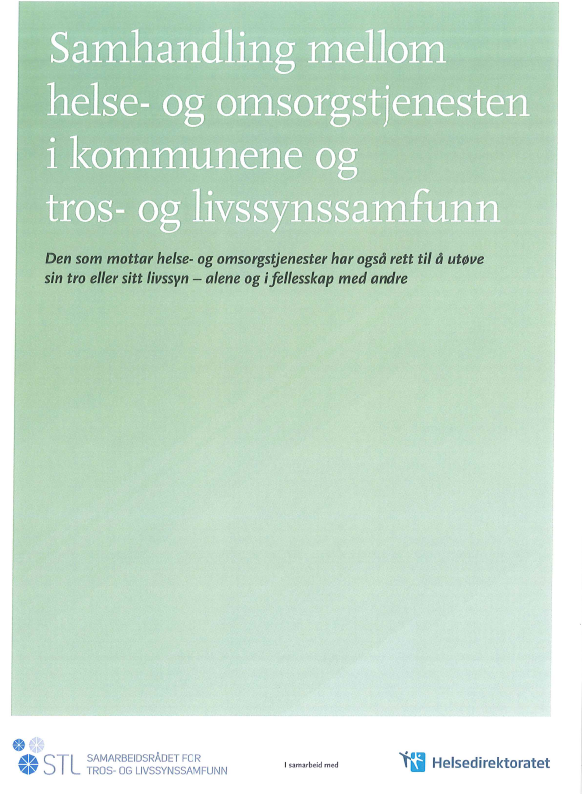 Samhandling mellom
helse- og omsorgstjenesten
i kommunene og
tros- og livssynssamfunn
Den som mottar helse- og omsorgstjenester har også rett til å utøve
sin tro eller sitt livssyn – alene og i fellesskap med andre
STL
SAMARBEIDSRÅDET FOR
TROS- OG LIVSSYNSSAMFUNN
I samarbeid med
Helsedirektoratet